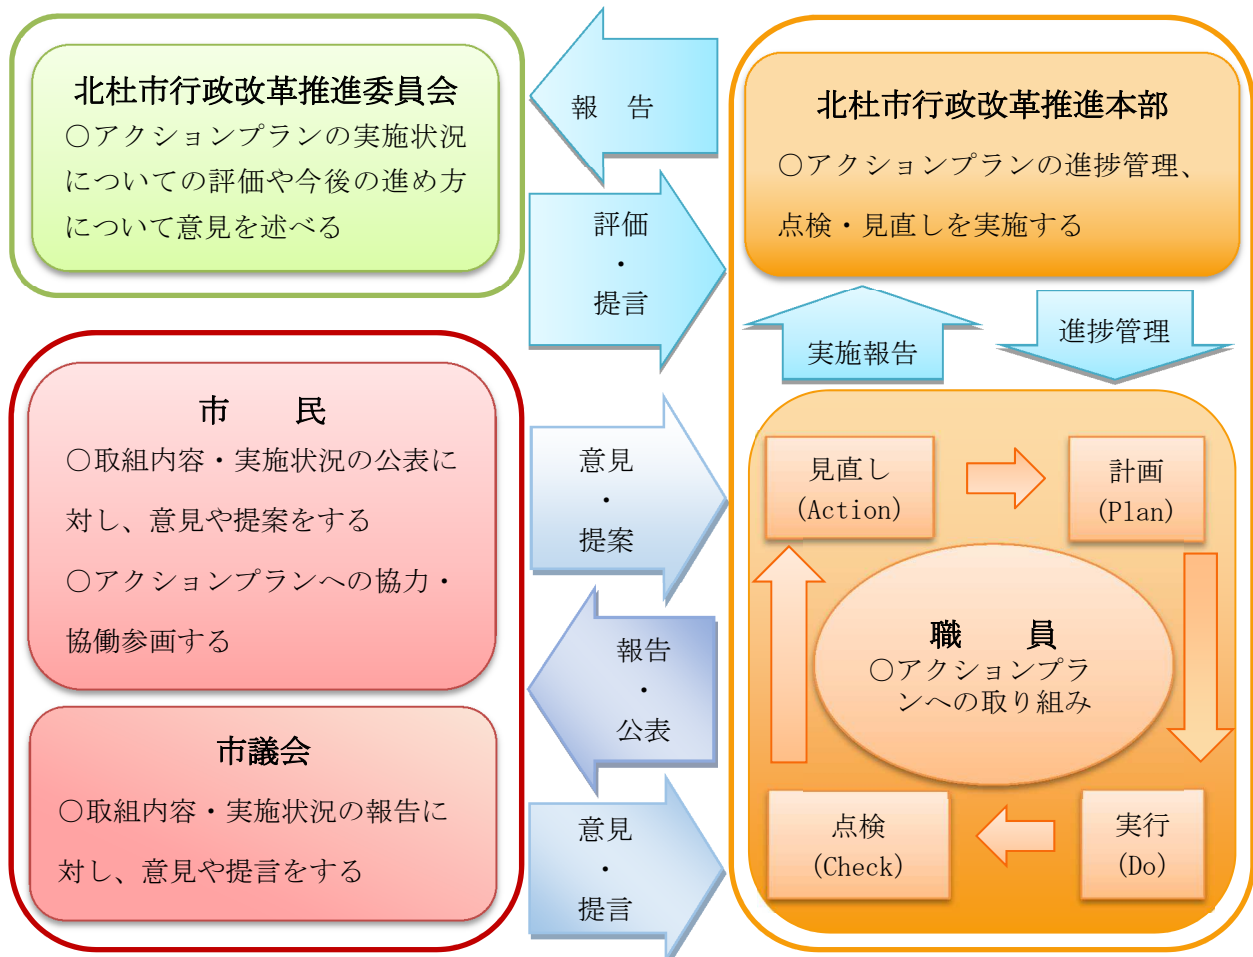 北杜市行政改革推進委員会
○アクションプランの実施状況
についての評価や今後の進め方
について意見を述べる
報　告
評価
・
提言
北杜市行政改革推進本部
○アクションプランの進捗管理、
点検・見直しを実施する
実施報告
進捗管理
市　　民
○取組内容・実施状況の公表に
対し、意見や提案をする
○アクションプランへの協力・
協働参画する
意見
・
提案
報告
・
公表
市議会
○取組内容・実施状況の報告に
対し、意見や提言をする
意見
・
提言
見直し
(Action)
計画
(Plan)
職　　員
○アクションプラ
ンへの取り組み
点検
(Check)
実行
(Do)